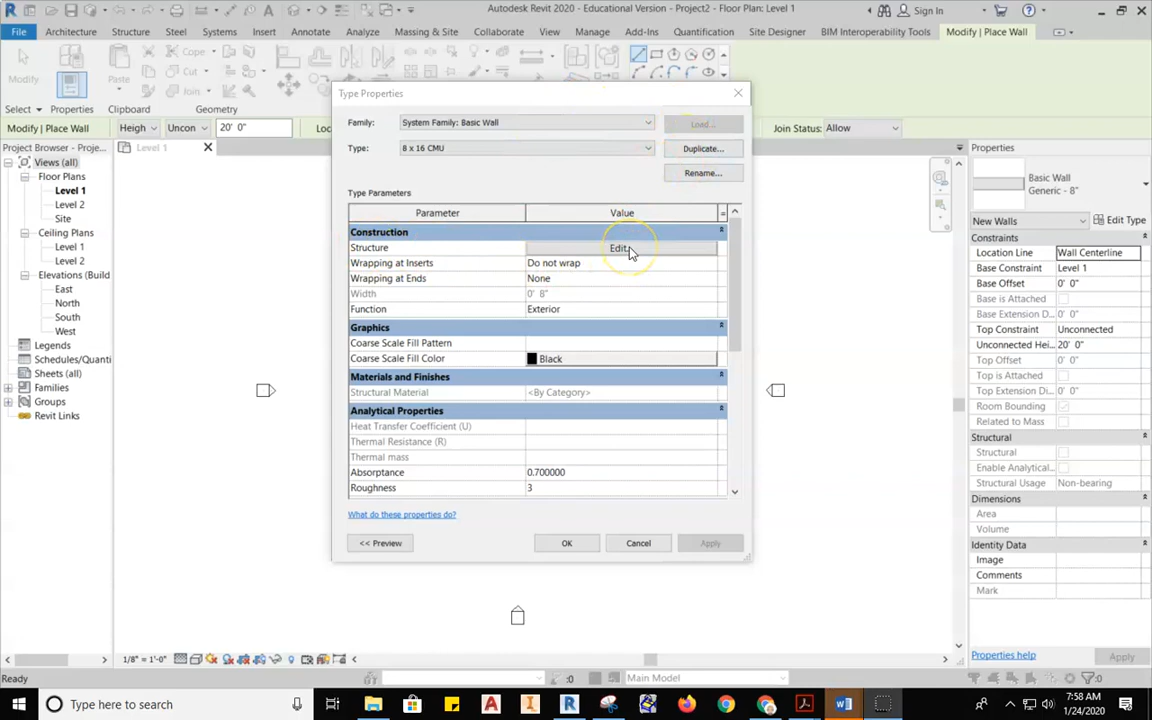 Autodesk Revit 2020 - Educational Version - Project2 - Floor Plan: Level 1
Sign In
File Architecture Structure Steel Systems Insert Annotate Analyze Massing & Site Collaborate View Manage Add-Ins Quantification Site Designer BIM Interoperability Tools Modify | Place Wall
Modify
Paste
Cope
Cut
Join
Select Properties Clipboard Geometry
Modify | Place Wall Heigh Uncon 20' 0" Loc Join Status: Allow
Project Browser - Proje...
Level 1
Views (all)
Floor Plans
Level 1
Level 2
Site
Ceiling Plans
Level 1
Level 2
Elevations (Build
East
North
South
West
Legends
Schedules/Quanti
Sheets (all)
Families
Groups
Revit Links
Type Properties
Family: System Family: Basic Wall Load...
Type: 8 x 16 CMU Duplicate...
Rename...
Type Parameters
Parameter Value =
Construction
Structure Edit...
Wrapping at Inserts Do not wrap
Wrapping at Ends None
Width 0' 8"
Function Exterior
Graphics
Coarse Scale Fill Pattern
Coarse Scale Fill Color Black
Materials and Finishes
Structural Material <By Category>
Analytical Properties
Heat Transfer Coefficient (U)
Thermal Resistance (R)
Thermal mass
Absorptance 0.700000
Roughness 3
What do these properties do?
<< Preview OK Cancel Apply
Properties
Basic Wall
Generic - 8"
New Walls Edit Type
Constraints
Location Line Wall Centerline
Base Constraint Level 1
Base Offset 0' 0"
Base is Attached
Base Extension D...
Top Constraint Unconnected
Unconnected Hei... 20' 0"
Top Offset 0' 0"
Top is Attached
Top Extension Di... 0' 0"
Room Bounding
Related to Mass
Structural
Structural
Enable Analytical...
Structural Usage Non-bearing
Dimensions
Area
Volume
Identity Data
Image
Comments
Mark
Properties help Apply
1/8" = 1'-0"
Ready :0 Main Model :0
Type here to search
7:58 AM
1/24/2020